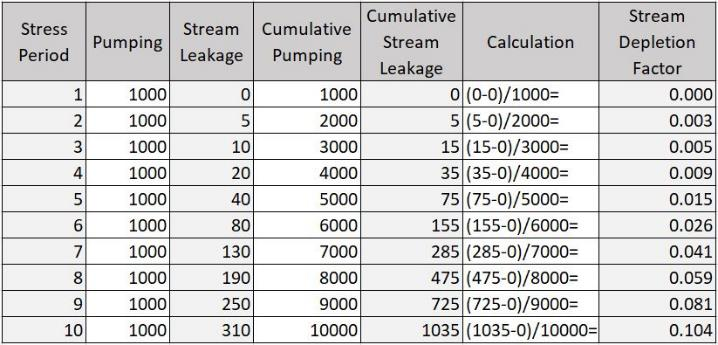 Stress Period Pumping Stream Leakage Cumulative Pumping Cumulative Stream Leakage Calculation Stream Depletion Factor
1 1000 0 1000 0 (0-0)/1000= 0.000
2 1000 5 2000 5 (5-0)/2000= 0.003
3 1000 10 3000 15 (15-0)/3000= 0.005
4 1000 20 4000 35 (35-0)/4000= 0.009
5 1000 40 5000 75 (75-0)/5000= 0.015
6 1000 80 6000 155 (155-0)/6000= 0.026
7 1000 130 7000 285 (285-0)/7000= 0.041
8 1000 190 8000 475 (475-0)/8000= 0.059
9 1000 250 9000 725 (725-0)/9000= 0.081
10 1000 310 10000 1035 (1035-0)/10000= 0.104